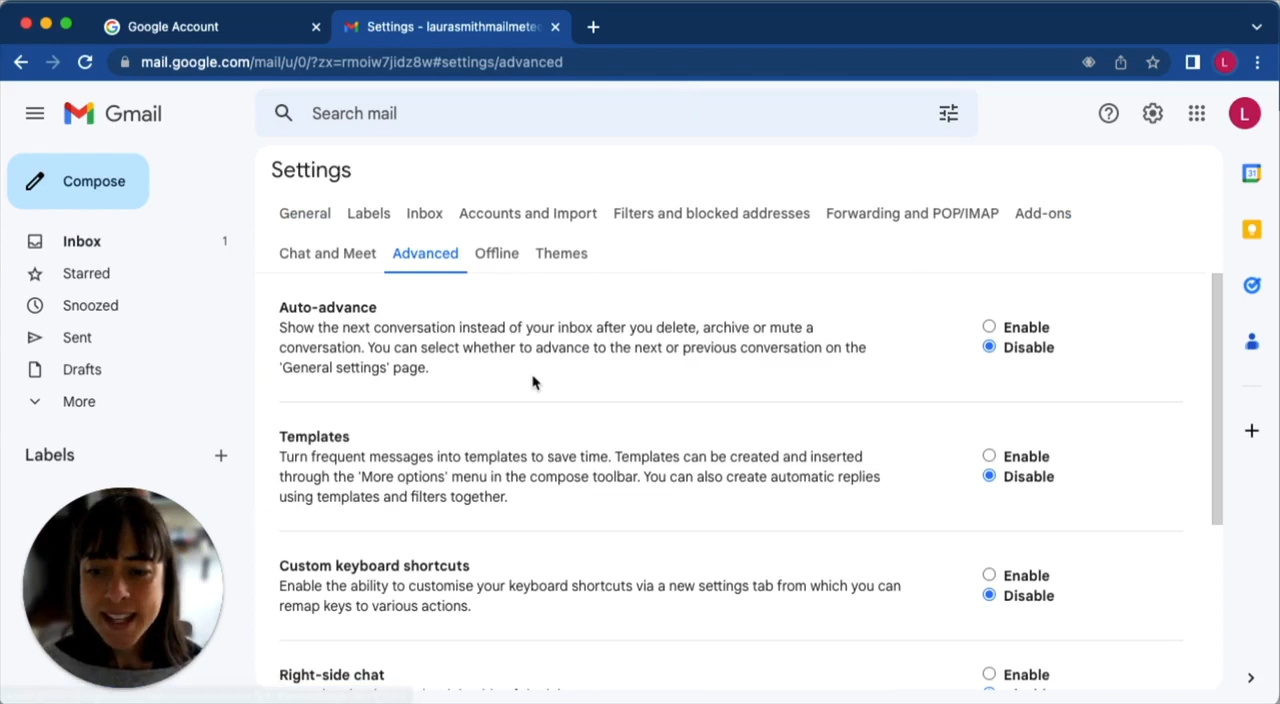 Google Account
Settings - laurasmithmailmete
mail.google.com/mail/u/0/?zx=rmoiw7jidz8w#settings/advanced
L
Gmail
Search mail
L
Compose
Inbox 1
Starred
Snoozed
Sent
Drafts
More
Labels
Settings
General Labels Inbox Accounts and Import Filters and blocked addresses Forwarding and POP/IMAP Add-ons
Chat and Meet Advanced Offline Themes
Auto-advance
Show the next conversation instead of your inbox after you delete, archive or mute a
conversation. You can select whether to advance to the next or previous conversation on the
'General settings' page.
Enable
Disable
Templates
Turn frequent messages into templates to save time. Templates can be created and inserted
through the 'More options' menu in the compose toolbar. You can also create automatic replies
using templates and filters together.
Enable
Disable
Custom keyboard shortcuts
Enable the ability to customise your keyboard shortcuts via a new settings tab from which you can
remap keys to various actions.
Enable
Disable
Right-side chat
Enable
31